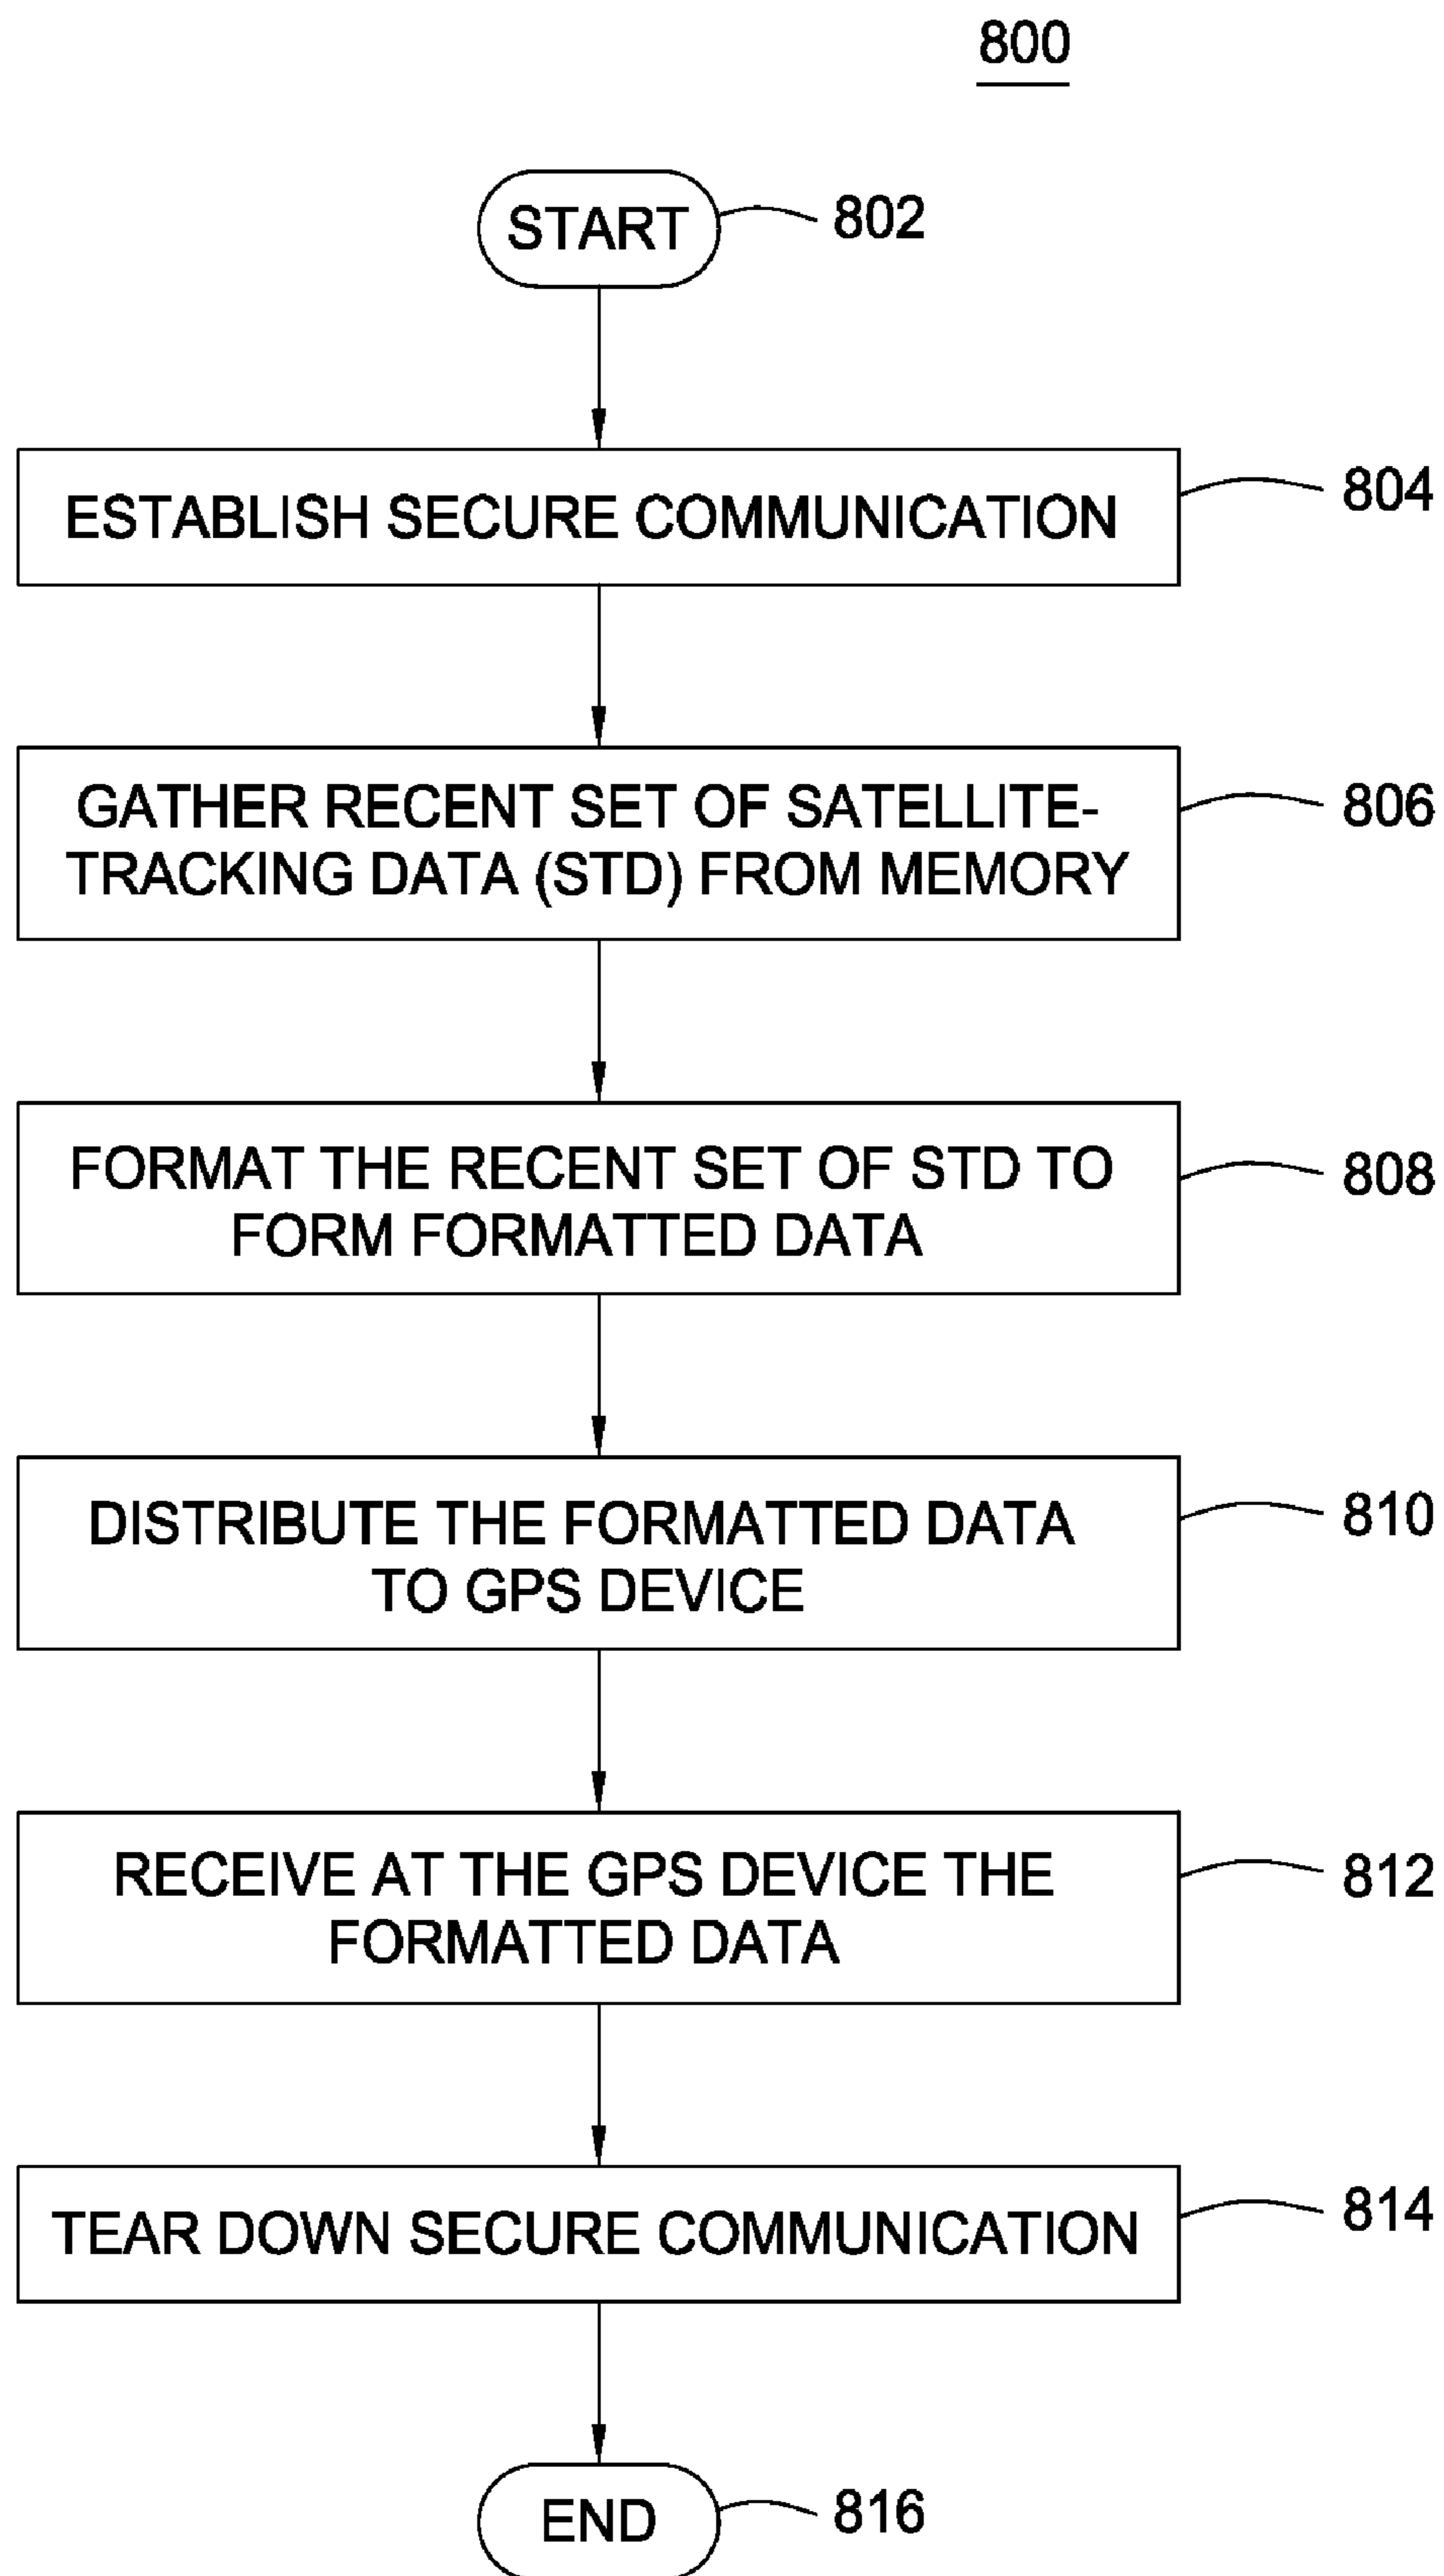 800
START
802
ESTABLISH SECURE COMMUNICATION
804
GATHER RECENT SET OF SATELLITE-
TRACKING DATA (STD) FROM MEMORY
806
FORMAT THE RECENT SET OF STD TO
FORM FORMATTED DATA
808
DISTRIBUTE THE FORMATTED DATA
TO GPS DEVICE
810
RECEIVE AT THE GPS DEVICE THE
FORMATTED DATA
812
TEAR DOWN SECURE COMMUNICATION
814
END
816